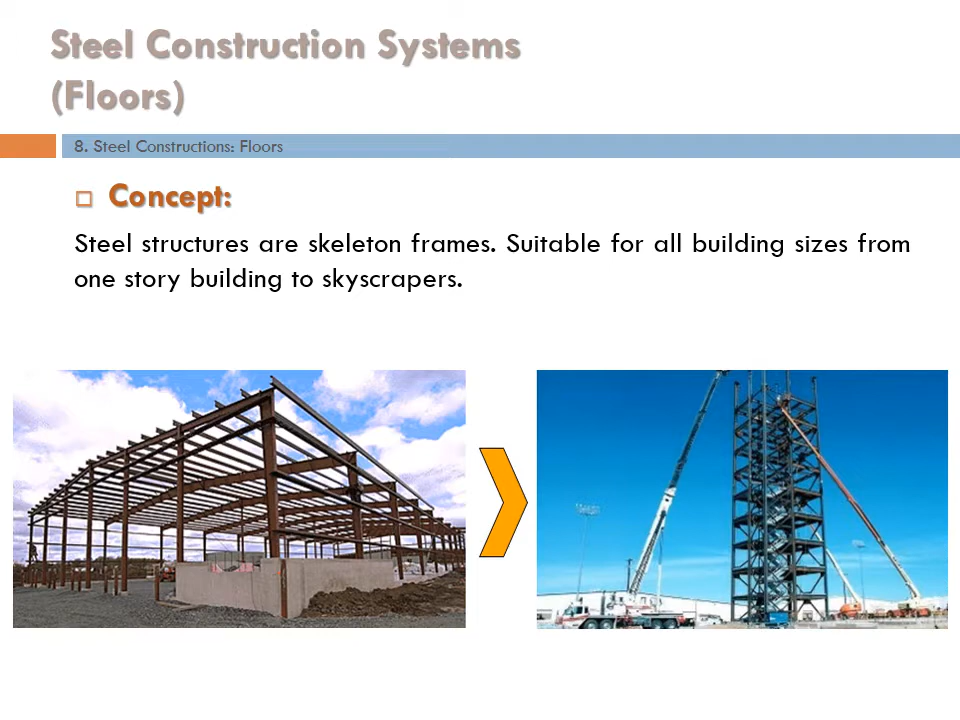 Steel Construction Systems
(Floors)
8. Steel Constructions: Floors
Concept:
Steel structures are skeleton frames. Suitable for all building sizes from
one story building to skyscrapers.